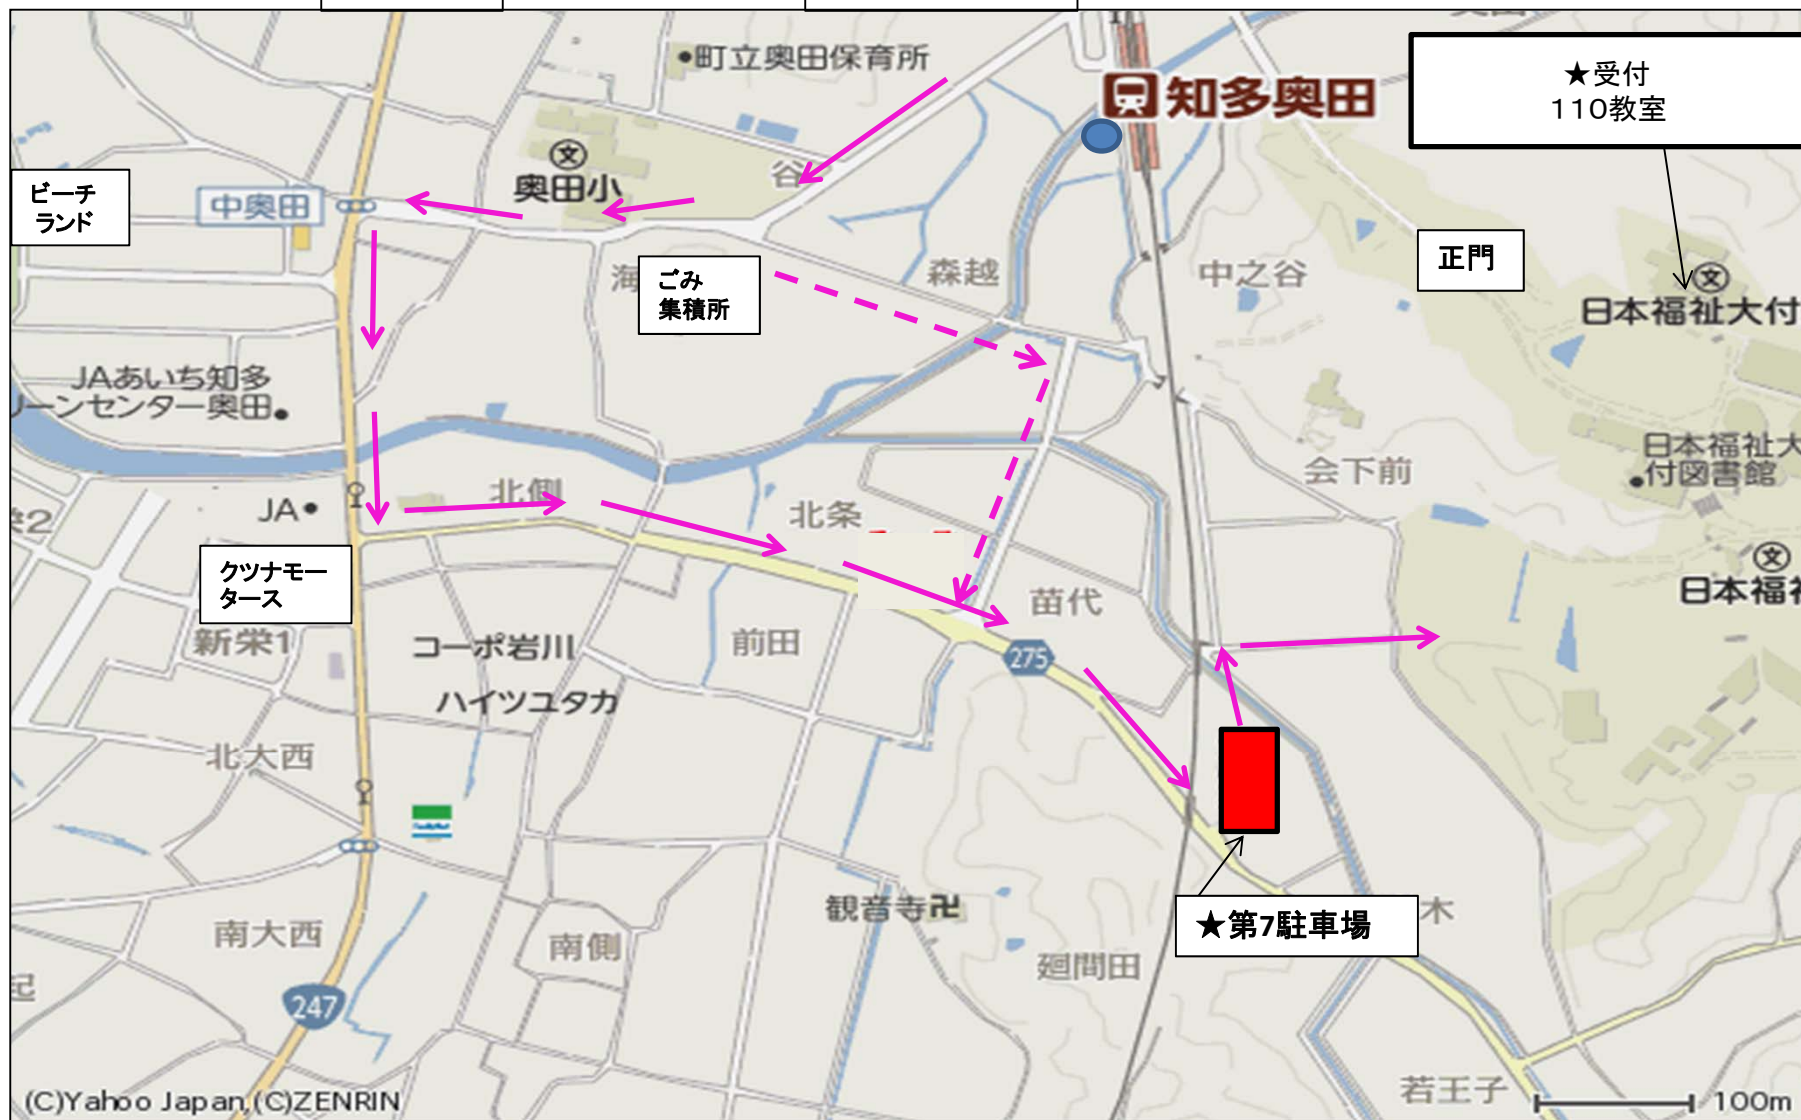 町立奥田保育所
知多奥田
★受付
110教室
谷
奥田小
ビーチ
ランド
中奥田
正門
ごみ
集積所
森越
中之谷
日本福祉大付
JAあいち知多
リーンセンター奥田
日本福祉大
付図書館
会下前
北側
北条
JA
栄2
クツナモー
タース
日本福祉
苗代
新栄1
コーポ岩川
前田
275
ハイツユタカ
北大西
観音寺
★第7駐車場
木
南大西
南側
廻間田
起
247
若王子
(C)Yahoo Japan,(C)ZENRIN
100m